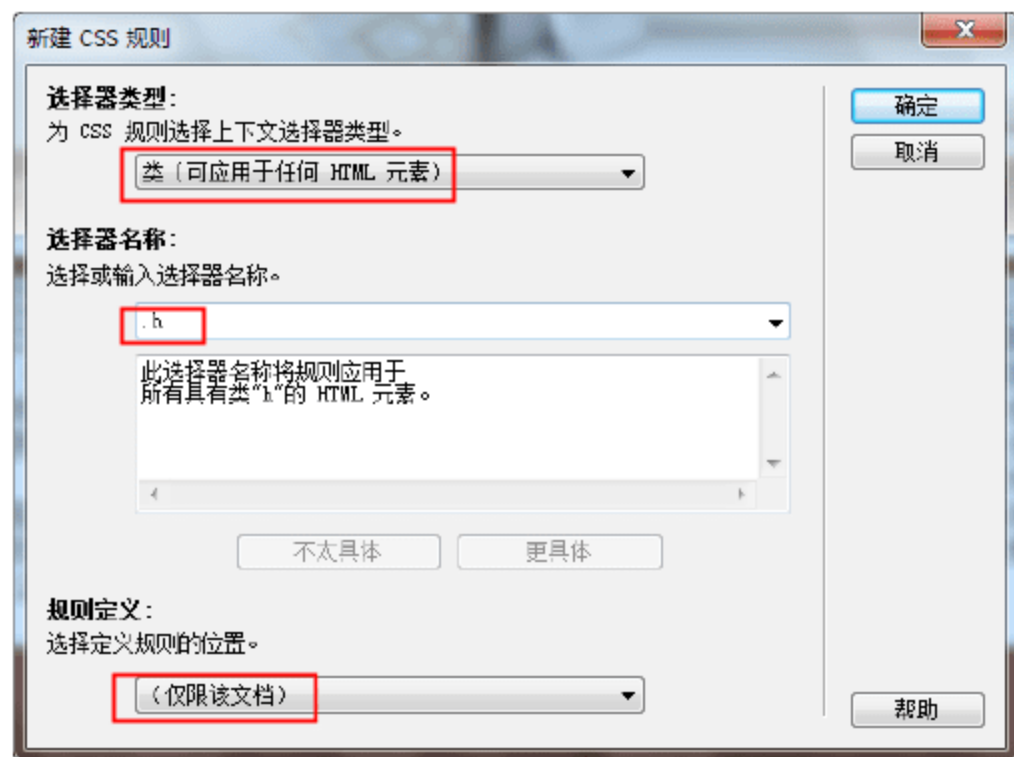 新建 CSS 规则
选择器类型:
为 CSS 规则选择上下文选择器类型。
类（可应用于任何 HTML 元素）
选择器名称:
选择或输入选择器名称。
.h
此选择器名称将规则应用于
所有具有类“h”的 HTML 元素。
不太具体
更具体
规则定义:
选择定义规则的位置。
（仅限该文档）
确定
取消
帮助